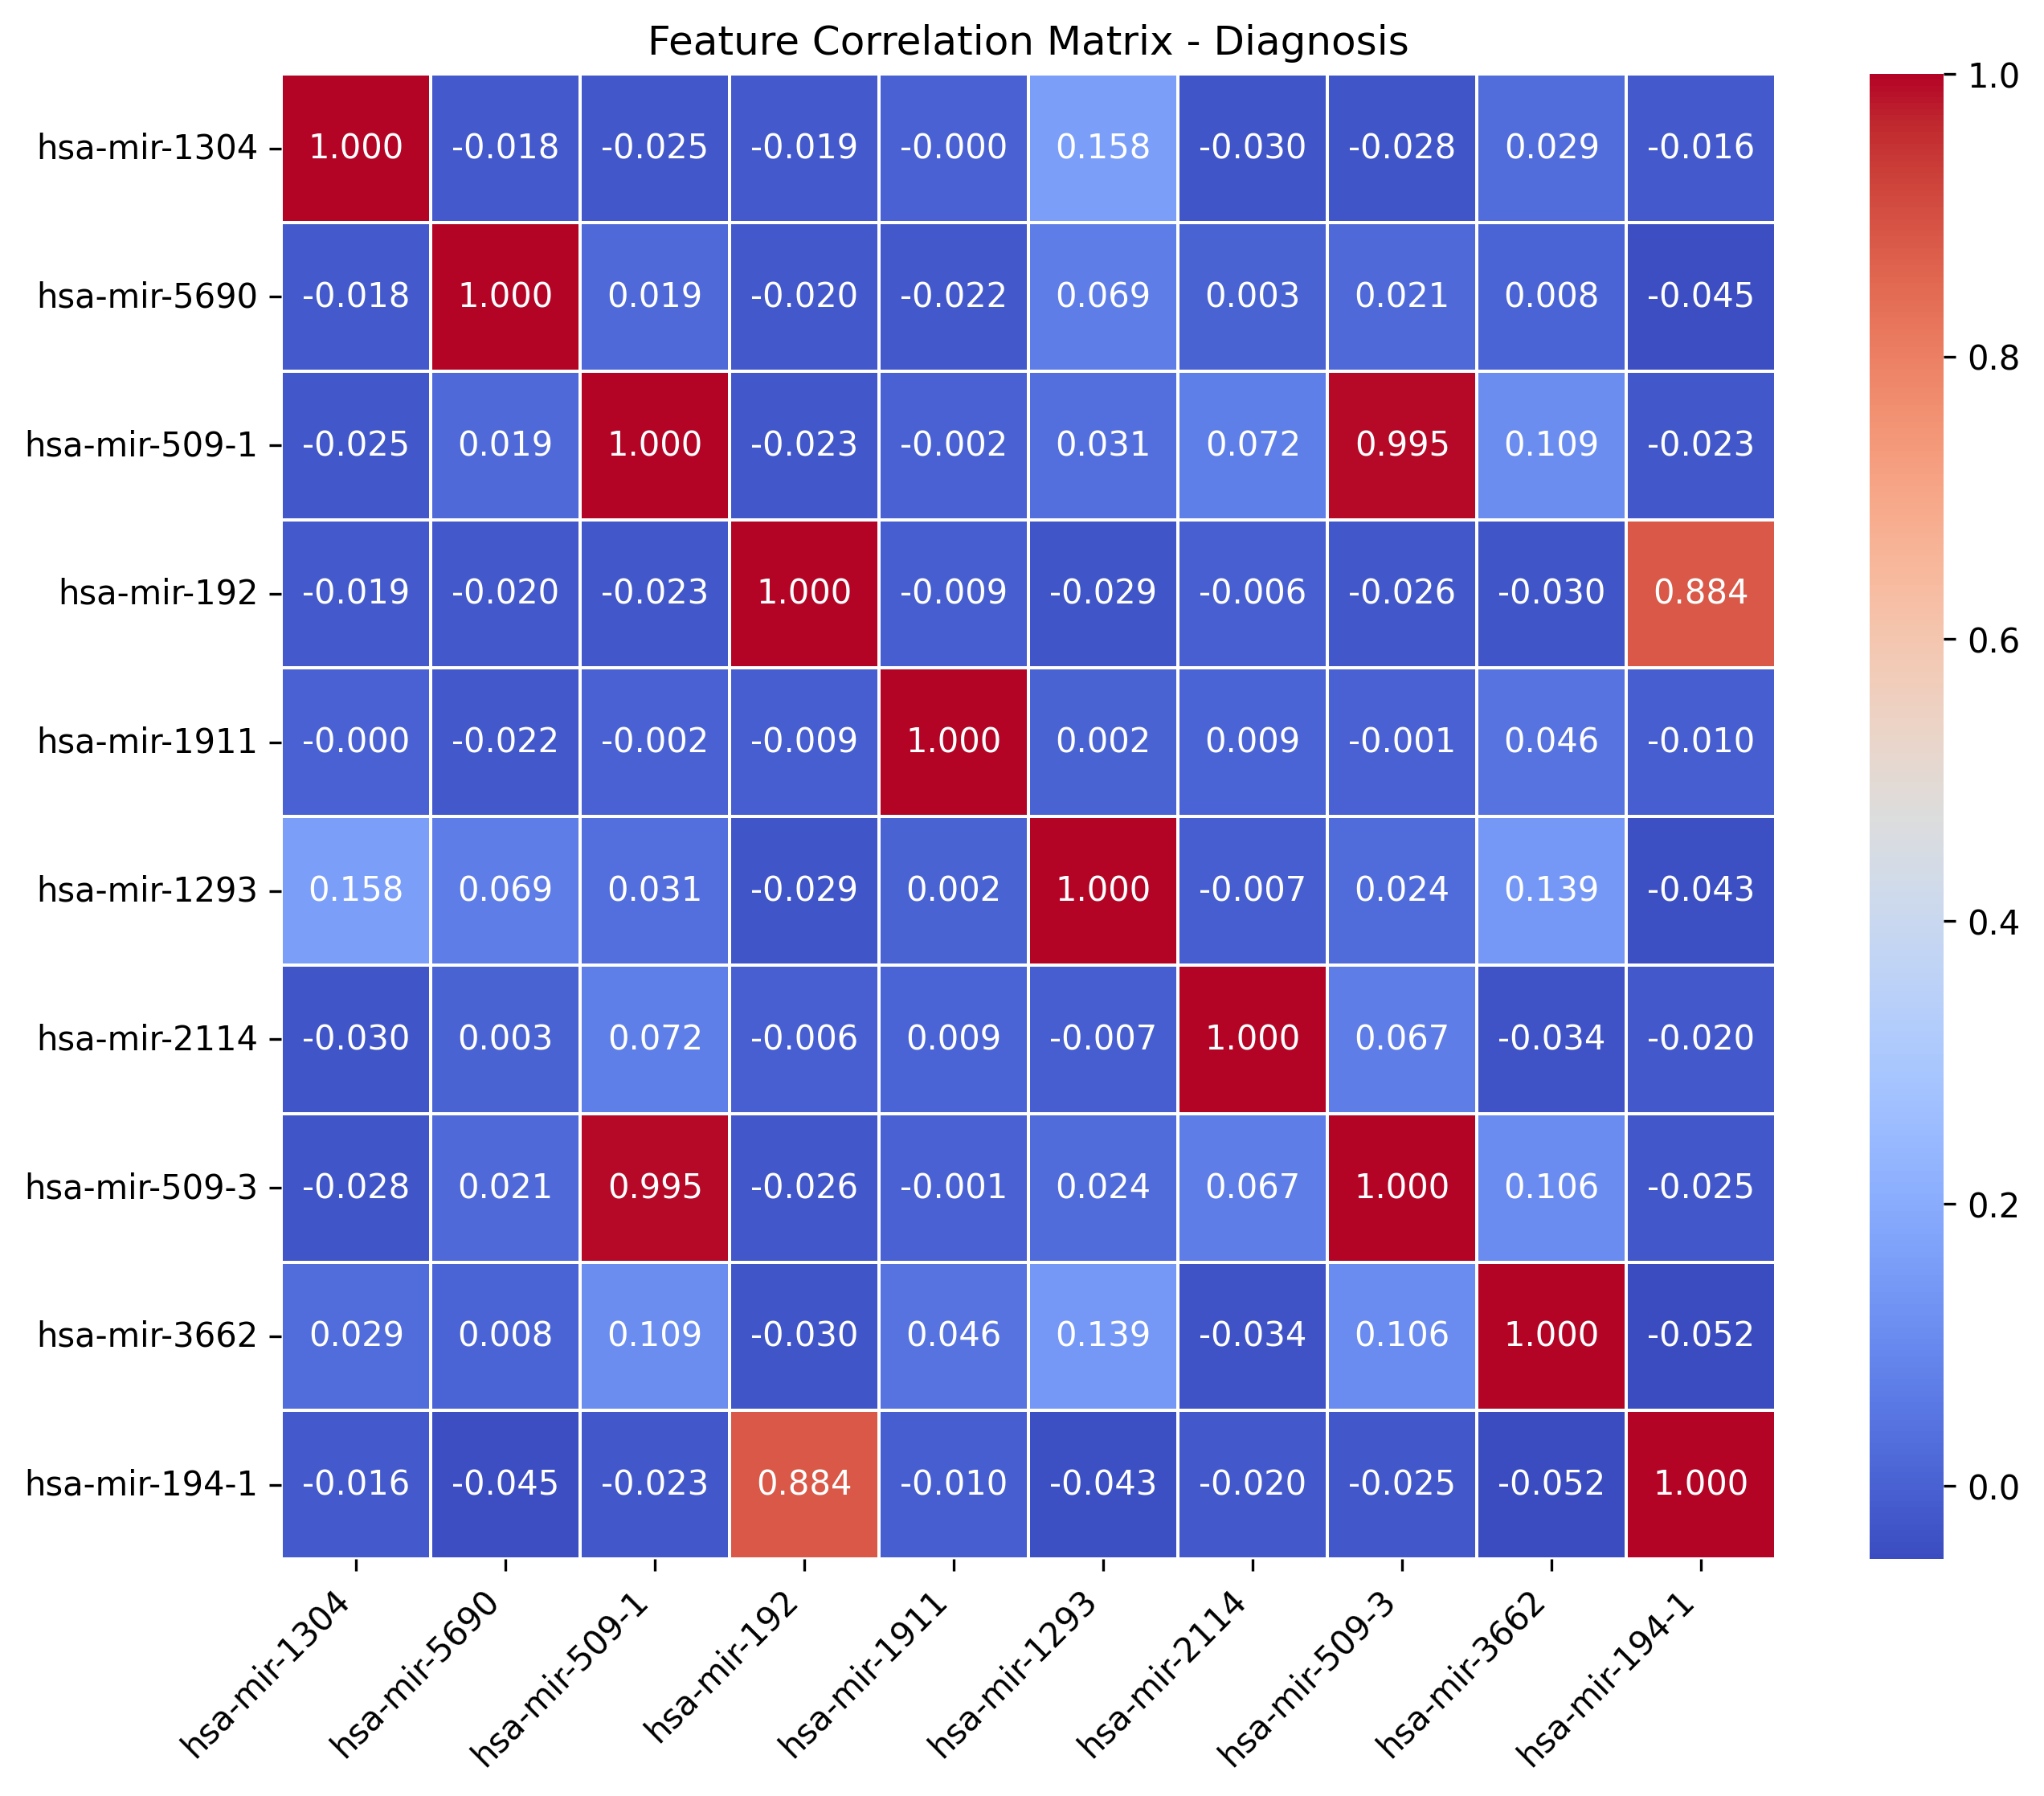 Feature Correlation Matrix - Diagnosis
hsa-mir-1304 1.000 -0.018 -0.025 -0.019 -0.000 0.158 -0.030 -0.028 0.029 -0.016
hsa-mir-5690 -0.018 1.000 0.019 -0.020 -0.022 0.069 0.003 0.021 0.008 -0.045
hsa-mir-509-1 -0.025 0.019 1.000 -0.023 -0.002 0.031 0.072 0.995 0.109 -0.023
hsa-mir-192 -0.019 -0.020 -0.023 1.000 -0.009 -0.029 -0.006 -0.026 -0.030 0.884
hsa-mir-1911 -0.000 -0.022 -0.002 -0.009 1.000 0.002 0.009 -0.001 0.046 -0.010
hsa-mir-1293 0.158 0.069 0.031 -0.029 0.002 1.000 -0.007 0.024 0.139 -0.043
hsa-mir-2114 -0.030 0.003 0.072 -0.006 0.009 -0.007 1.000 0.067 -0.034 -0.020
hsa-mir-509-3 -0.028 0.021 0.995 -0.026 -0.001 0.024 0.067 1.000 0.106 -0.025
hsa-mir-3662 0.029 0.008 0.109 -0.030 0.046 0.139 -0.034 0.106 1.000 -0.052
hsa-mir-194-1 -0.016 -0.045 -0.023 0.884 -0.010 -0.043 -0.020 -0.025 -0.052 1.000
hsa-mir-1304 hsa-mir-5690 hsa-mir-509-1 hsa-mir-192 hsa-mir-1911 hsa-mir-1293 hsa-mir-2114 hsa-mir-509-3 hsa-mir-3662 hsa-mir-194-1
1.0
0.8
0.6
0.4
0.2
0.0